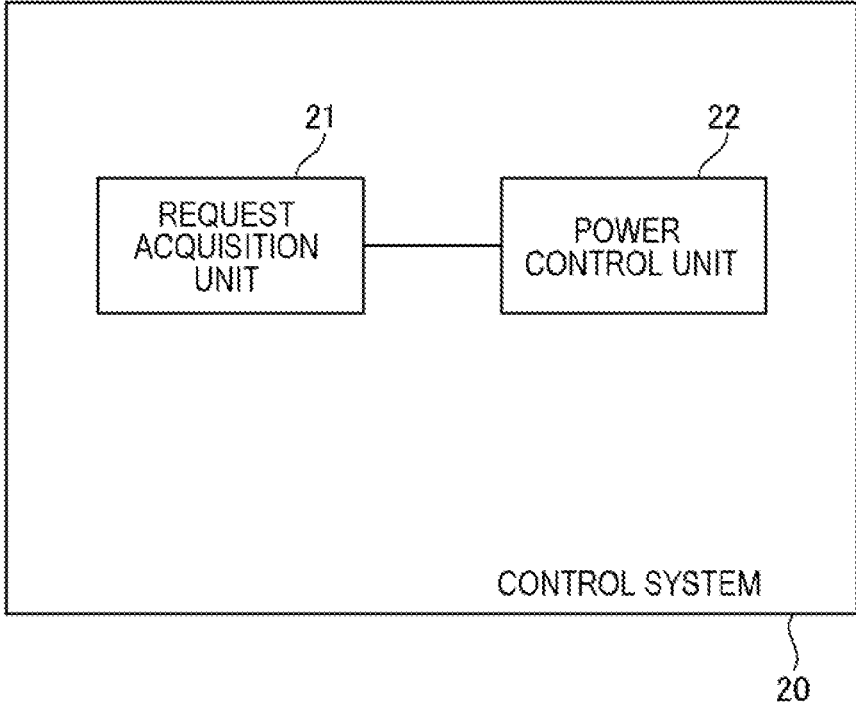 21
22
REQUEST
ACQUISITION
UNIT
POWER
CONTROL UNIT
CONTROL SYSTEM
20